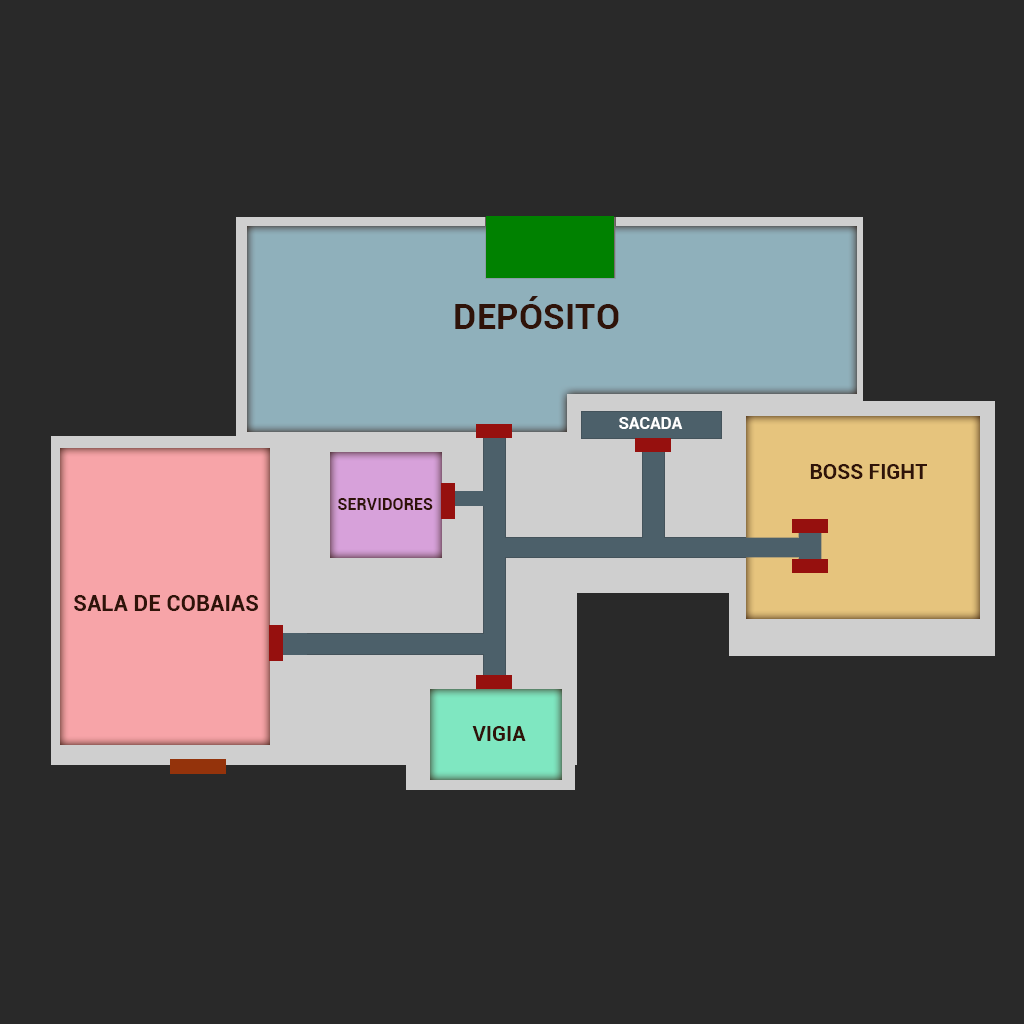 DEPÓSITO
SACADA
BOSS FIGHT
SERVIDORES
SALA DE COBAIAS
VIGIA